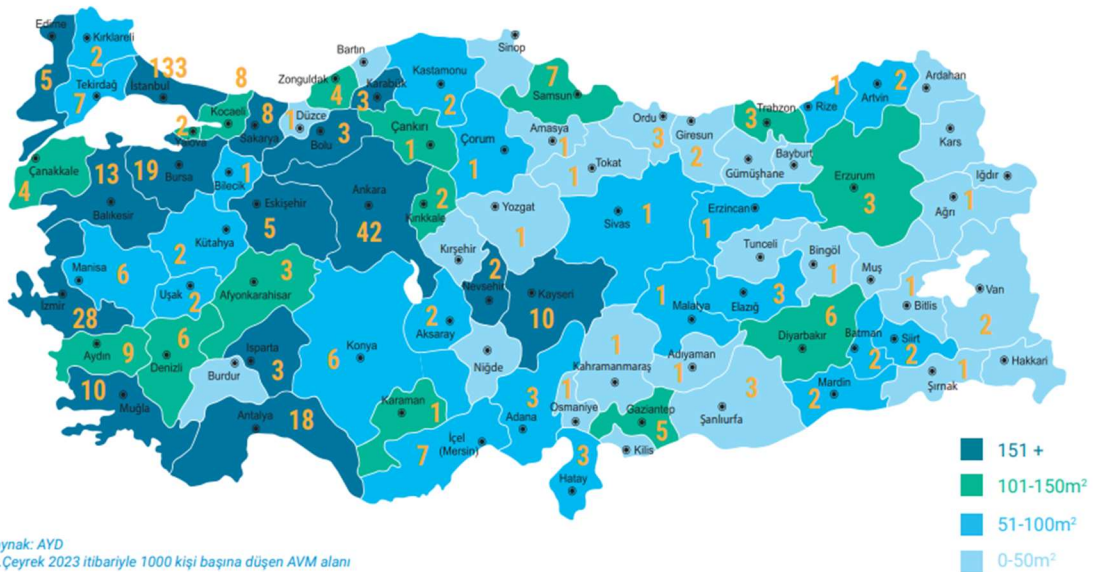 Edirne
Kırklareli
2
5
Tekirdağ
7
133
İstanbul
8
Kocaeli
2
Yalova
8
Sakarya
1
Düzce
Bolu
3
Zonguldak
4
Bartın
Karabük
3
Kastamonu
2
Sinop
7
Samsun
Çankırı
1
Çorum
1
Amasya
1
Tokat
1
Ordu
3
Giresun
2
Trabzon
3
Gümüşhane
Bayburt
Rize
1
Artvin
2
Ardahan
Kars
Iğdır
Ağrı
1
Erzurum
3
Erzincan
1
Sivas
1
Yozgat
1
Kırıkkale
2
Ankara
42
Eskişehir
5
Bilecik
1
Bursa
19
Balıkesir
13
Çanakkale
4
Kütahya
2
Manisa
6
Uşak
2
İzmir
28
Afyonkarahisar
3
Aydın
9
Denizli
6
Muğla
10
Burdur
Isparta
3
Antalya
18
Konya
6
Aksaray
2
Kırşehir
Nevşehir
2
Kayseri
10
Niğde
Karaman
1
İçel
(Mersin)
7
Adana
3
Osmaniye
1
Hatay
3
Kahramanmaraş
1
Gaziantep
5
Kilis
Adıyaman
1
Malatya
1
Elazığ
3
Tunceli
Bingöl
1
Muş
Bitlis
1
Van
2
Hakkari
Şırnak
1
Siirt
2
Batman
2
Mardin
2
Diyarbakır
6
Şanlıurfa
3
151 +
101-150m²
51-100m²
0-50m²
ynak: AYD
.Çeyrek 2023 itibariyle 1000 kişi başına düşen AVM alanı